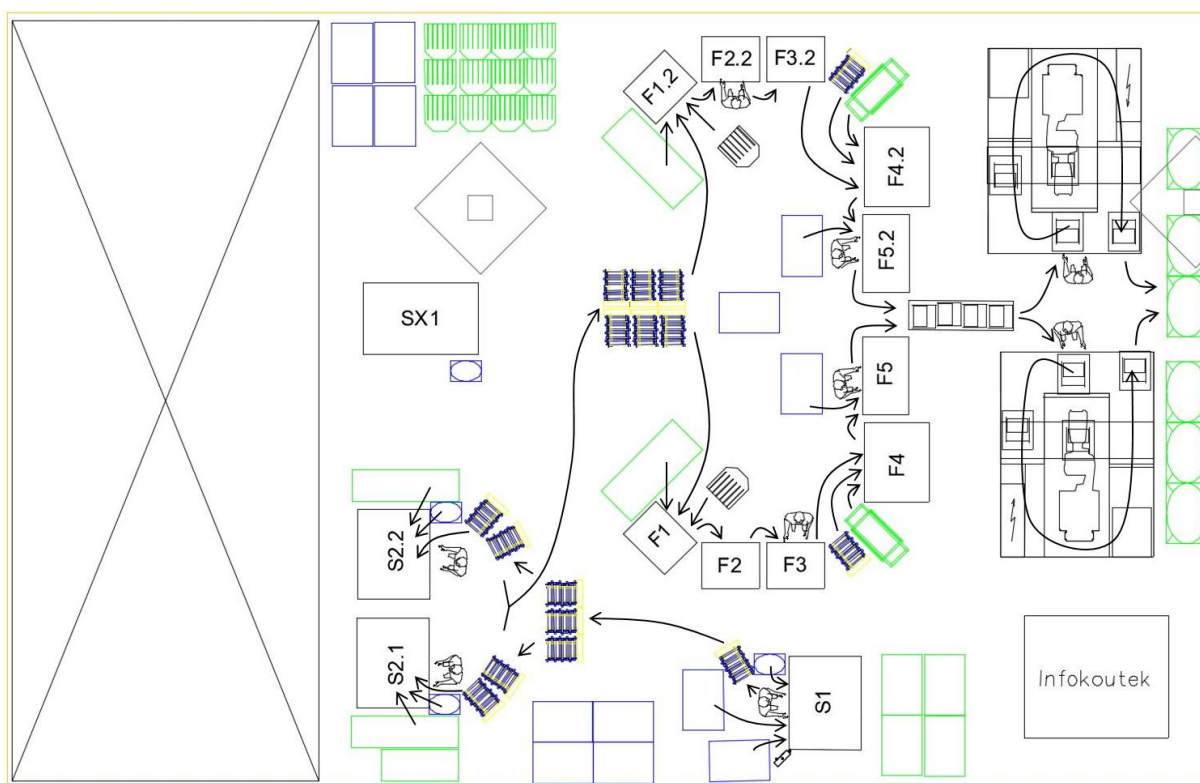 F2.2
F3.2
F1.2
F4.2
F5.2
SX1
F5
F4
S2.2
F1
F2
F3
S2.1
S1
Infokoutek